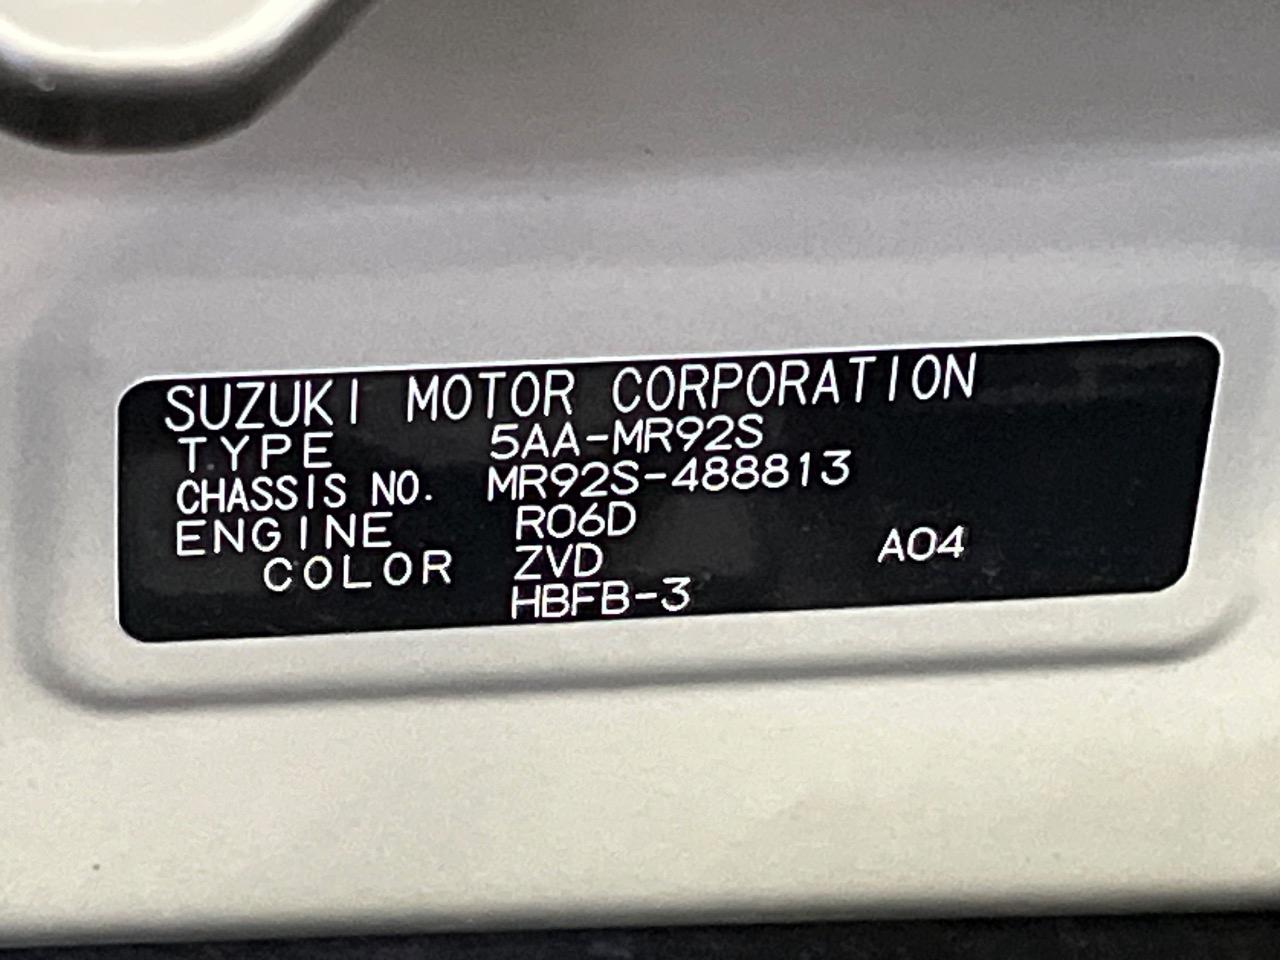 SUZUKI MOTOR CORPORATION
TYPE 5AA-MR92S
CHASSIS NO. MR92S-488813
ENGINE R06D
COLOR ZVD A04
HBFB-3